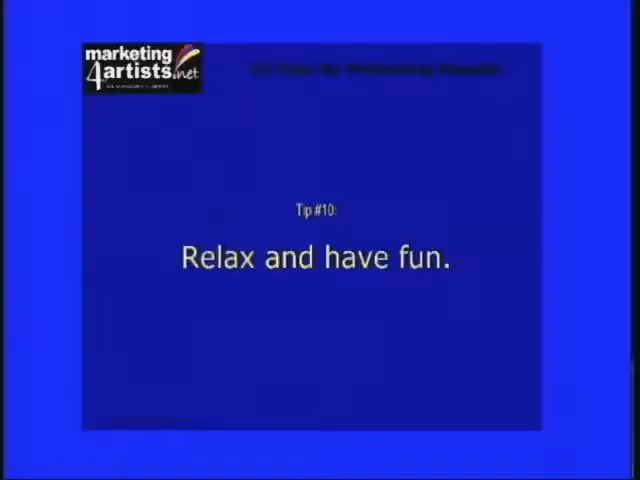 marketing
4artists.net
Tip #10:
Relax and have fun.